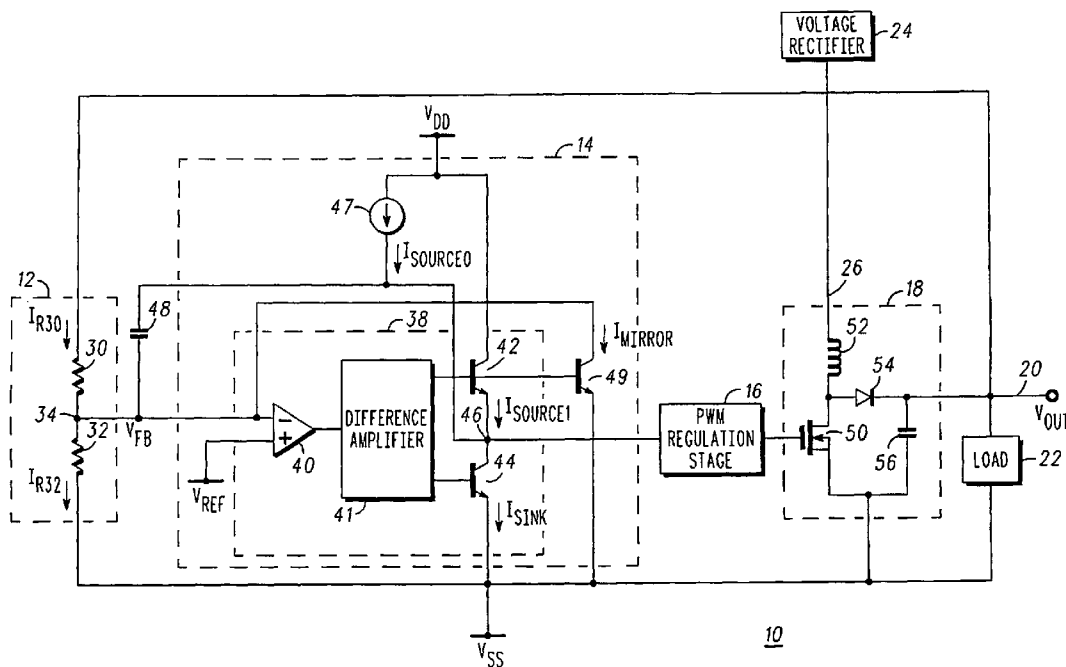 VOLTAGE
RECTIFIER
24
V_DD
14
47
I_SOURCE0
26
18
12
48
38
52
I_R30
I_MIRROR
30
42
54
20
49
16
34
DIFFERENCE
AMPLIFIER
I_SOURCE1
V_OUT
32
V_FB
46
PWM
REGULATION
STAGE
50
56
LOAD
22
40
44
I_R32
V_REF
41
I_SINK
V_SS
10